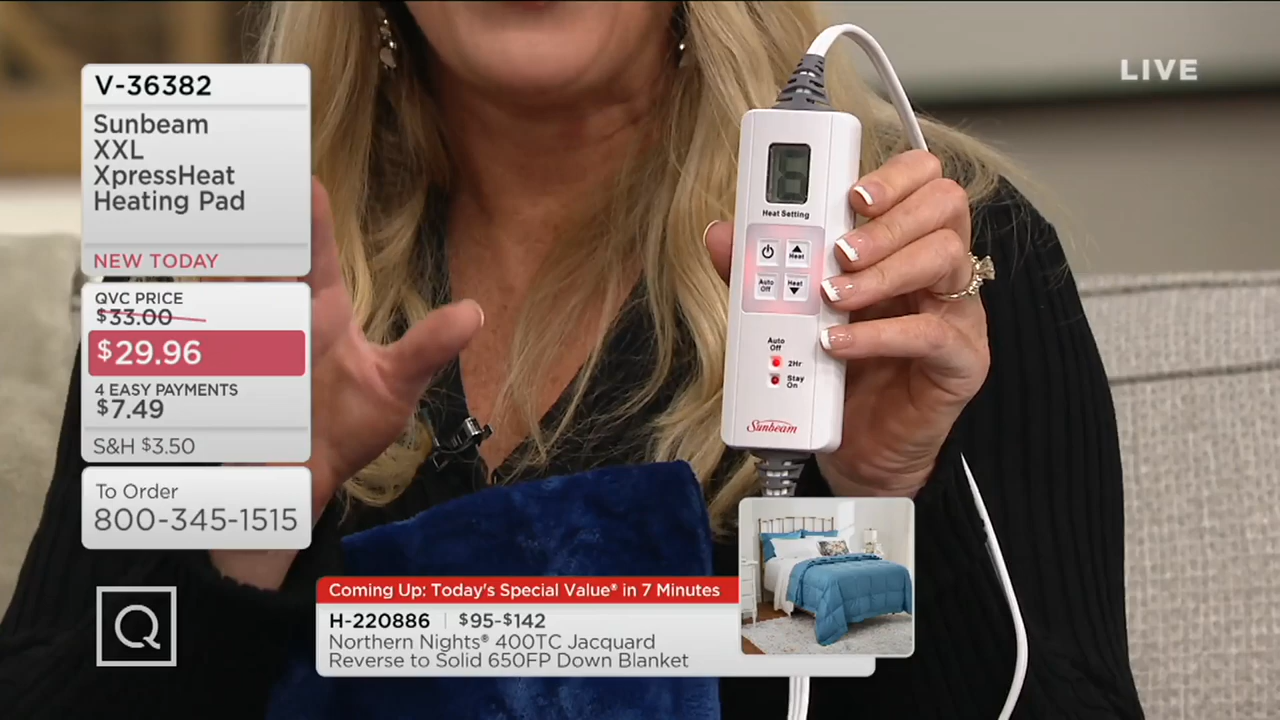 V-36382
Sunbeam
XXL
XpressHeat
Heating Pad
NEW TODAY
QVC PRICE
$33.00
$29.96
4 EASY PAYMENTS
$7.49
S&H $3.50
To Order
800-345-1515
Q
LIVE
Heat Setting
Heat
Auto
Off
Heat
Auto
Off
2Hr
Stay
On
Sunbeam
Coming Up: Today's Special Value® in 7 Minutes
H-220886 | $95-$142
Northern Nights® 400TC Jacquard
Reverse to Solid 650FP Down Blanket